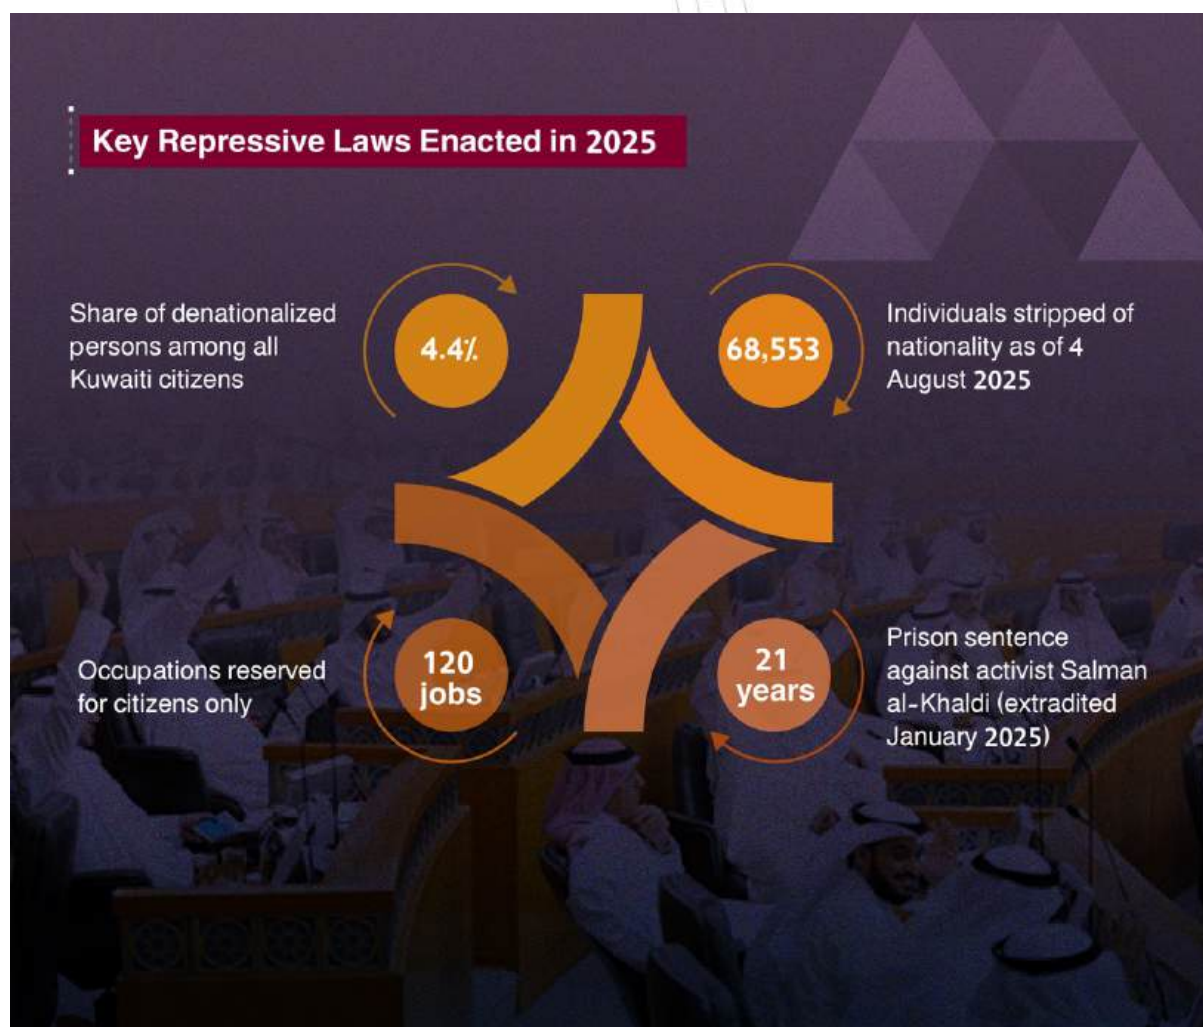 Key Repressive Laws Enacted in 2025
Share of denationalized
persons among all
Kuwaiti citizens
4.4%
68,553
Individuals stripped of
nationality as of 4
August 2025
Occupations reserved
for citizens only
120
jobs
21
years
Prison sentence
against activist Salman
al-Khaldi (extradited
January 2025)